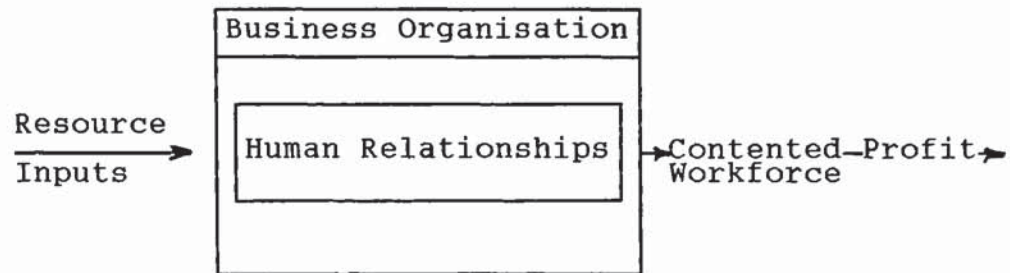 Business Organisation
Resource
Inputs
Human Relationships
Contented Profit
Workforce